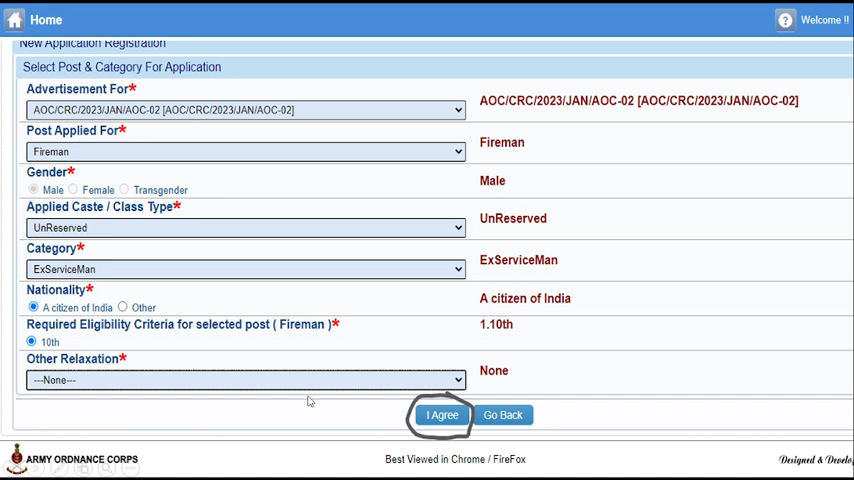 Home
Welcome !!
New Application Registration
Select Post & Category For Application
Advertisement For*
AOC/CRC/2023/JAN/AOC-02 [AOC/CRC/2023/JAN/AOC-02]
AOC/CRC/2023/JAN/AOC-02 [AOC/CRC/2023/JAN/AOC-02]
Post Applied For*
Fireman
Fireman
Gender*
Male Female Transgender
Male
Applied Caste / Class Type*
UnReserved
UnReserved
Category*
ExServiceMan
ExServiceMan
Nationality*
A citizen of India Other
A citizen of India
Required Eligibility Criteria for selected post ( Fireman )*
10th
1.10th
Other Relaxation*
---None---
None
I Agree Go Back
ARMY ORDNANCE CORPS
Best Viewed in Chrome / FireFox
Designed & Develo